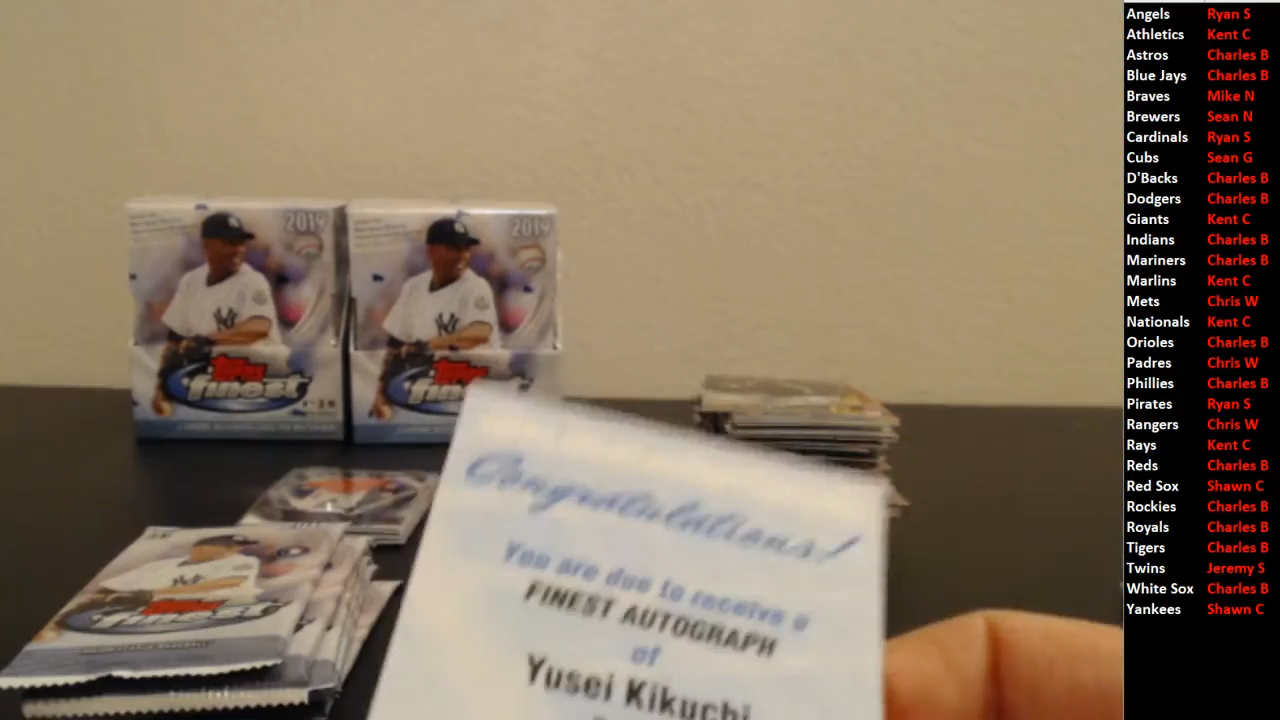 2019
2019
Topps
finest
Topps
finest
Topps
finest
Congratulations!
You are due to receive a
FINEST AUTOGRAPH
of
Yusei Kikuchi
Angels Ryan S
Athletics Kent C
Astros Charles B
Blue Jays Charles B
Braves Mike N
Brewers Sean N
Cardinals Ryan S
Cubs Sean G
D'Backs Charles B
Dodgers Charles B
Giants Kent C
Indians Charles B
Mariners Charles B
Marlins Kent C
Mets Chris W
Nationals Kent C
Orioles Charles B
Padres Chris W
Phillies Charles B
Pirates Ryan S
Rangers Chris W
Rays Kent C
Reds Charles B
Red Sox Shawn C
Rockies Charles B
Royals Charles B
Tigers Charles B
Twins Jeremy S
White Sox Charles B
Yankees Shawn C